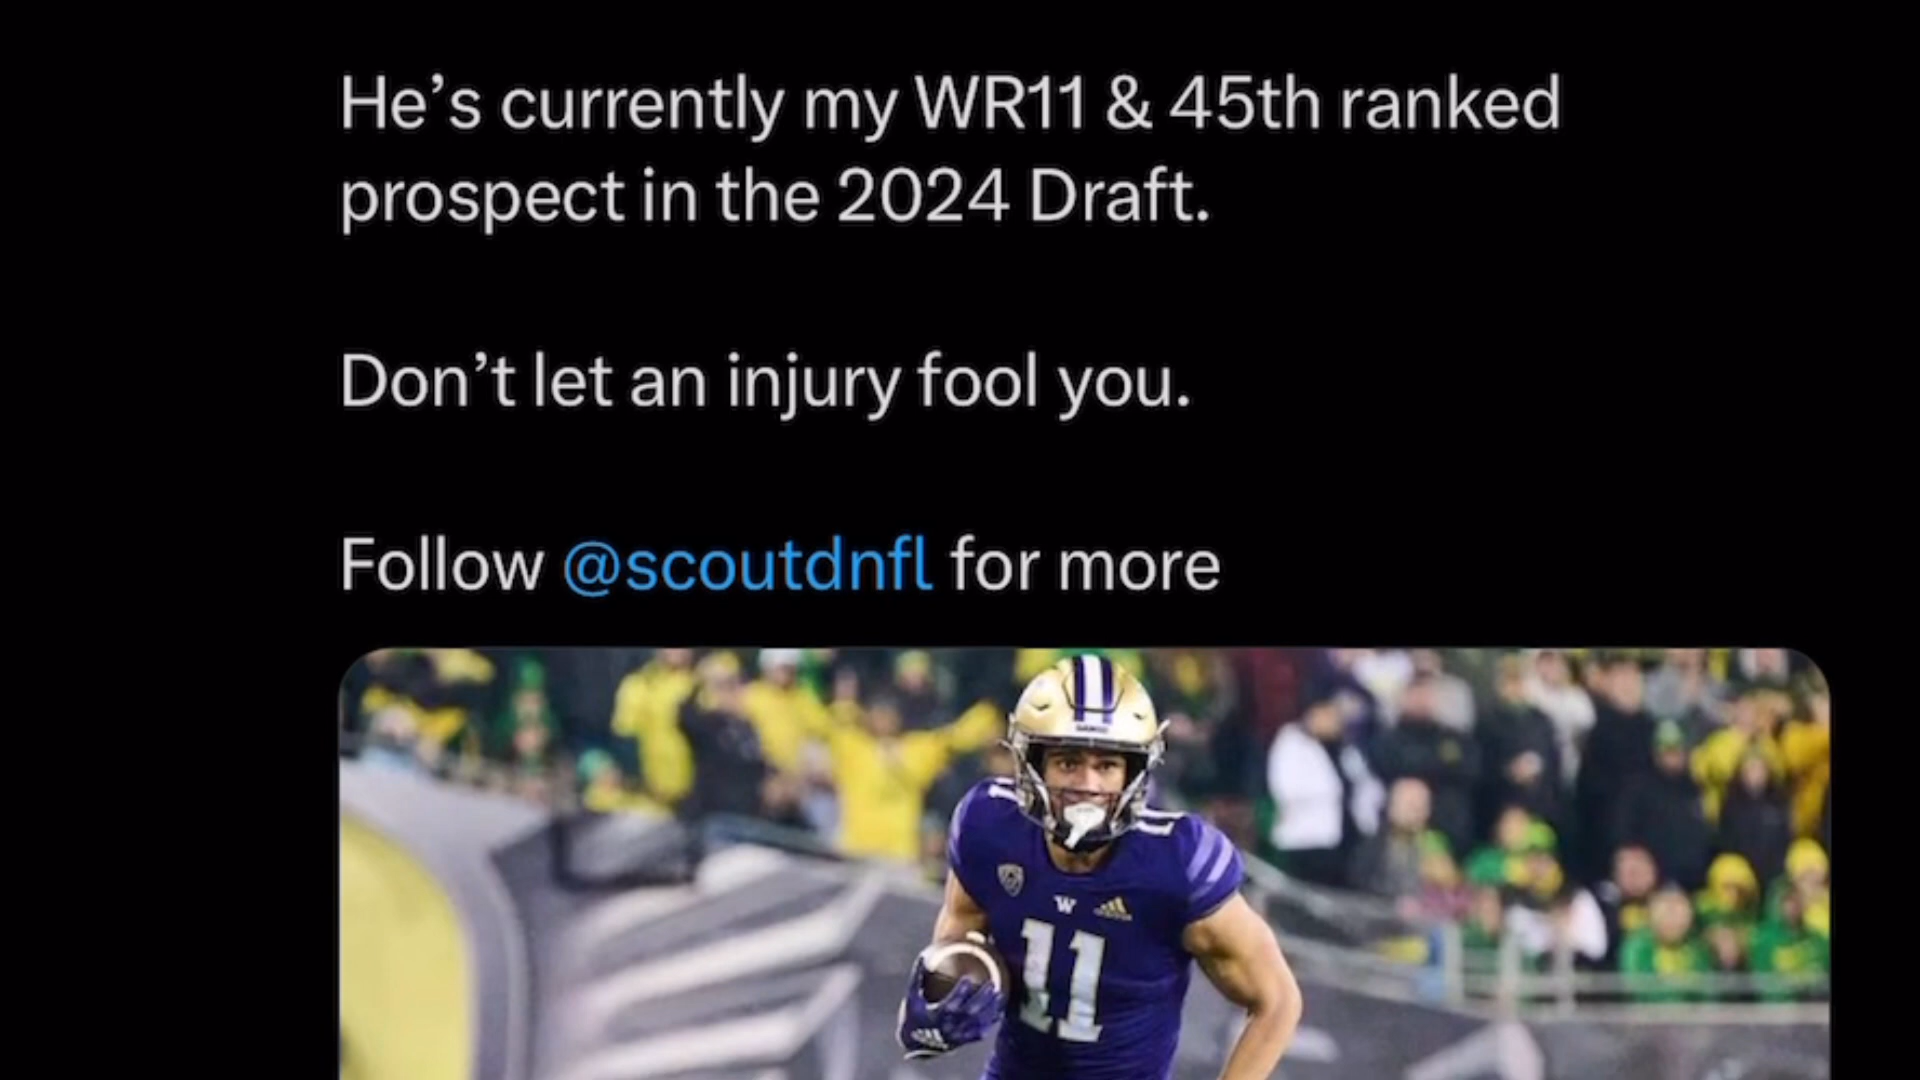 He’s currently my WR11 & 45th ranked
prospect in the 2024 Draft.
Don’t let an injury fool you.
Follow @scoutdnfl for more
W
11